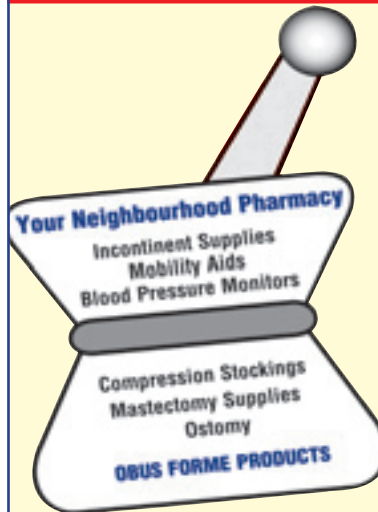 Your Neighbourhood Pharmacy
Incontinent Supplies
Mobility Aids
Blood Pressure Monitors
Compression Stockings
Mastectomy Supplies
Ostomy
OBUS FORME PRODUCTS